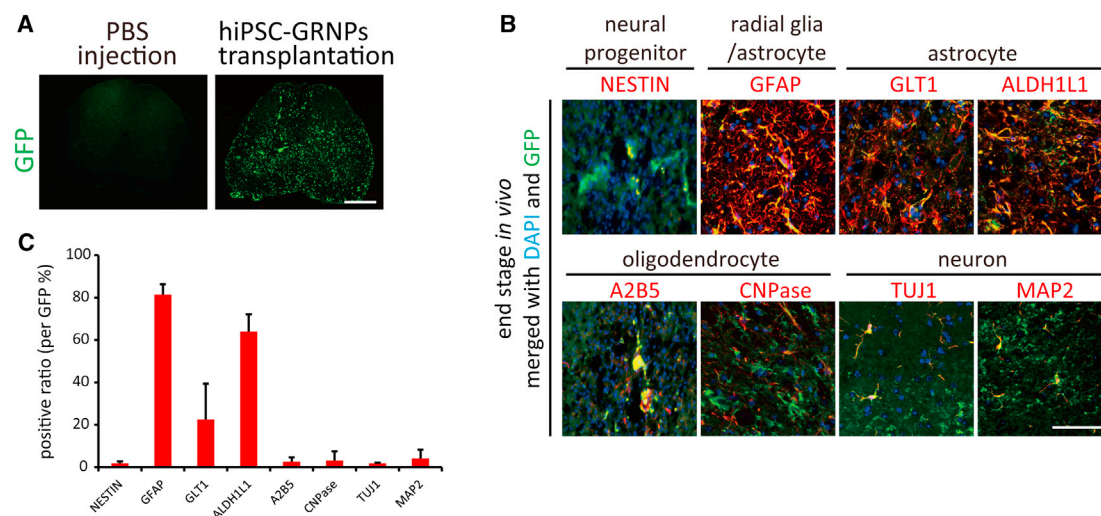 A
PBS
injection
hiPSC-GRNPs
transplantation
GFP
B
neural
progenitor
radial glia
/astrocyte
astrocyte
NESTIN
GFAP
GLT1
ALDH1L1
end stage in vivo
merged with DAPI and GFP
oligodendrocyte
neuron
A2B5
CNPase
TUJ1
MAP2
C
positive ratio (per GFP %)
100
80
60
40
20
0
NESTIN
GFAP
GLT1
ALDH1L1
A2B5
CNPase
TUJ1
MAP2